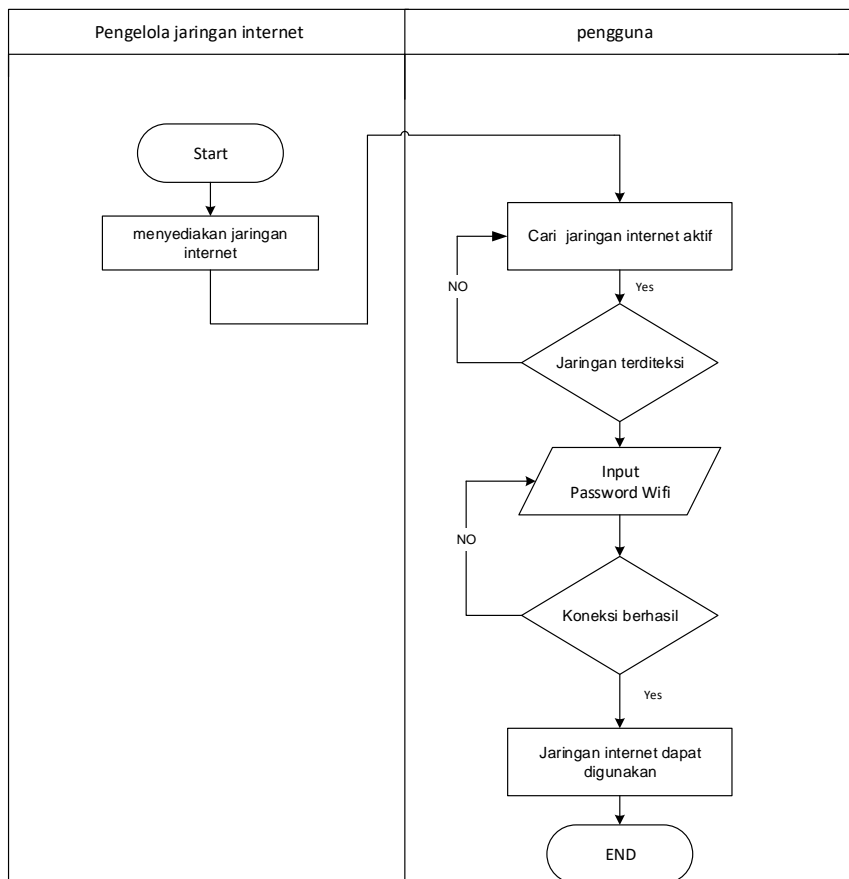 Pengelola jaringan internet
pengguna
Start
menyediakan jaringan
internet
Cari jaringan internet aktif
NO
Yes
Jaringan terditeksi
Input
Password Wifi
NO
Koneksi berhasil
Yes
Jaringan internet dapat
digunakan
END